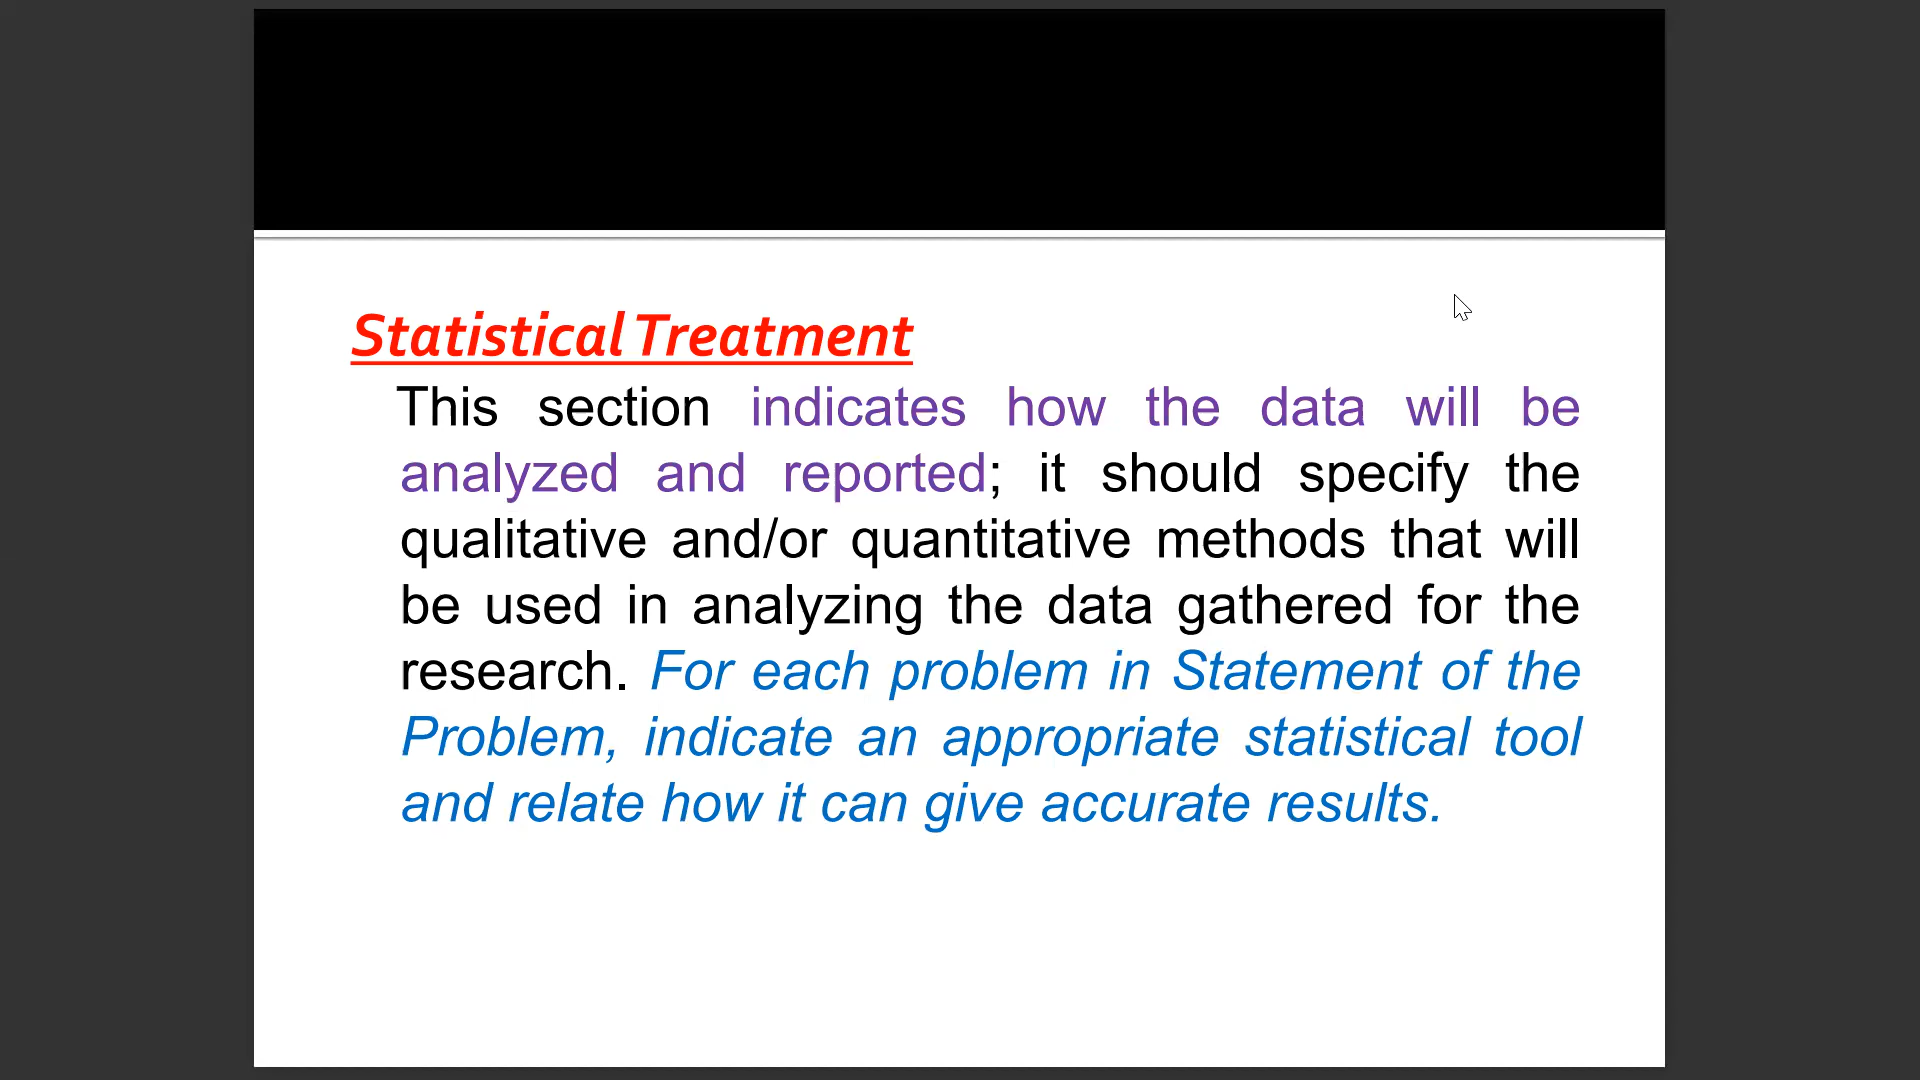 Statistical Treatment
This section indicates how the data will be
analyzed and reported; it should specify the
qualitative and/or quantitative methods that will
be used in analyzing the data gathered for the
research. For each problem in Statement of the
Problem, indicate an appropriate statistical tool
and relate how it can give accurate results.